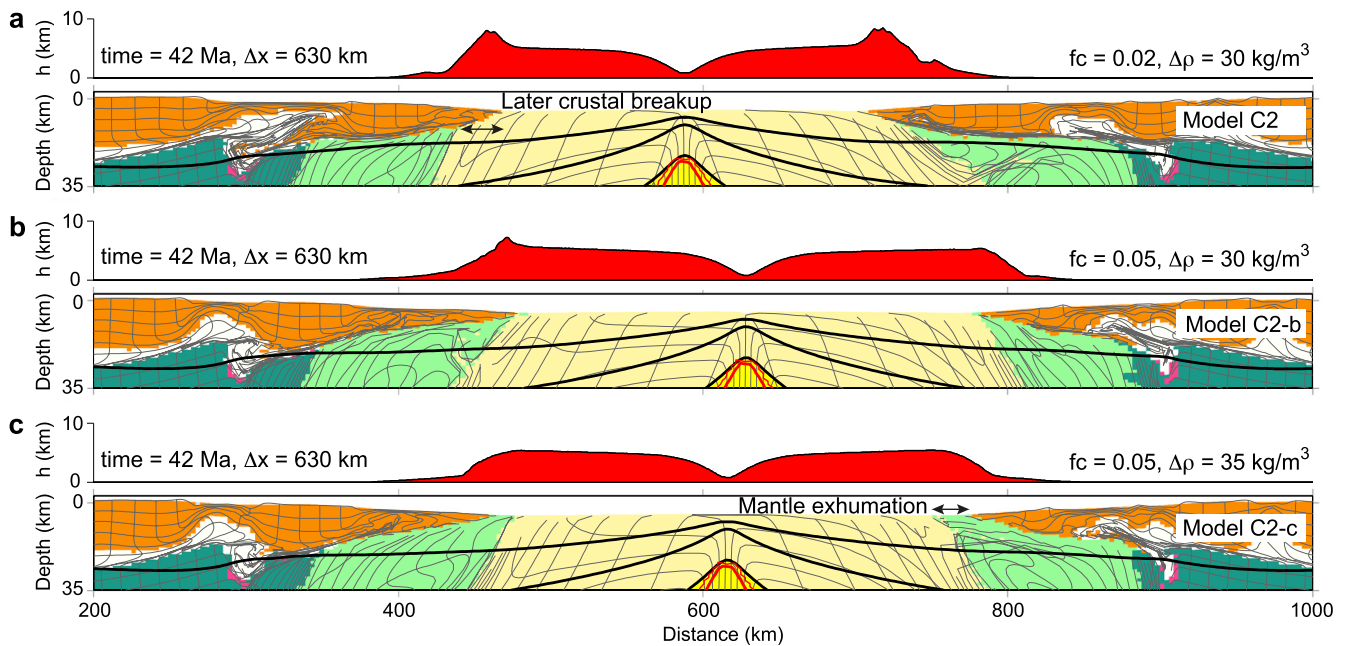 a
10
h (km)
0
time = 42 Ma, Δx = 630 km
fc = 0.02, Δρ = 30 kg/m³
0
Depth (km)
35
Later crustal breakup
Model C2
b
10
h (km)
0
time = 42 Ma, Δx = 630 km
fc = 0.05, Δρ = 30 kg/m³
0
Depth (km)
35
Model C2-b
c
10
h (km)
0
time = 42 Ma, Δx = 630 km
fc = 0.05, Δρ = 35 kg/m³
0
Depth (km)
35
Mantle exhumation
Model C2-c
200 400 600 800 1000
Distance (km)